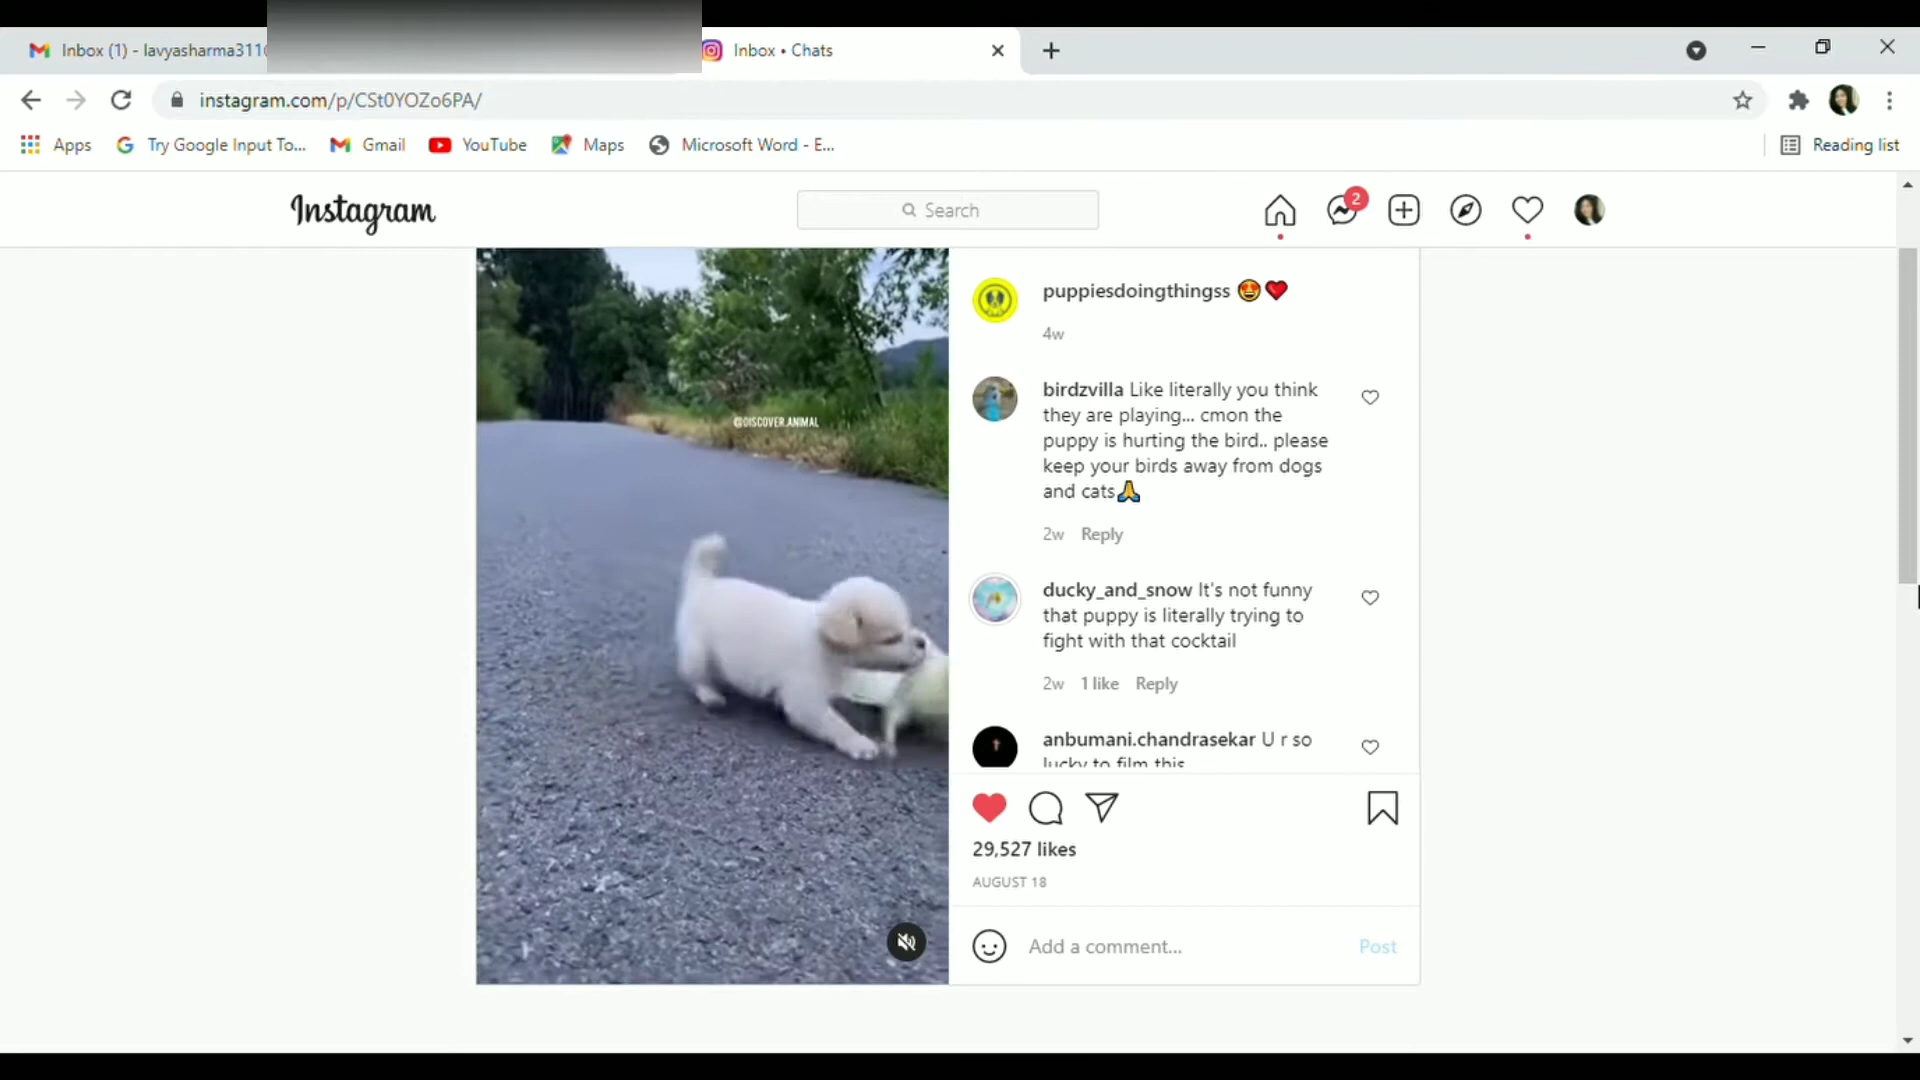 Inbox (1) - lavyasharma311
Inbox • Chats
instagram.com/p/CSt0YOZo6PA/
Apps
Try Google Input To...
Gmail
YouTube
Maps
Microsoft Word - E...
Reading list
Instagram
Search
2
@DISCOVER.ANIMAL
puppiesdoingthingss 😍❤️
4w
birdzvilla Like literally you think
they are playing... cmon the
puppy is hurting the bird.. please
keep your birds away from dogs
and cats🙏
2w Reply
ducky_and_snow It's not funny
that puppy is literally trying to
fight with that cocktail
2w 1 like Reply
anbumani.chandrasekar U r so
lucky to film this
29,527 likes
AUGUST 18
Add a comment...
Post